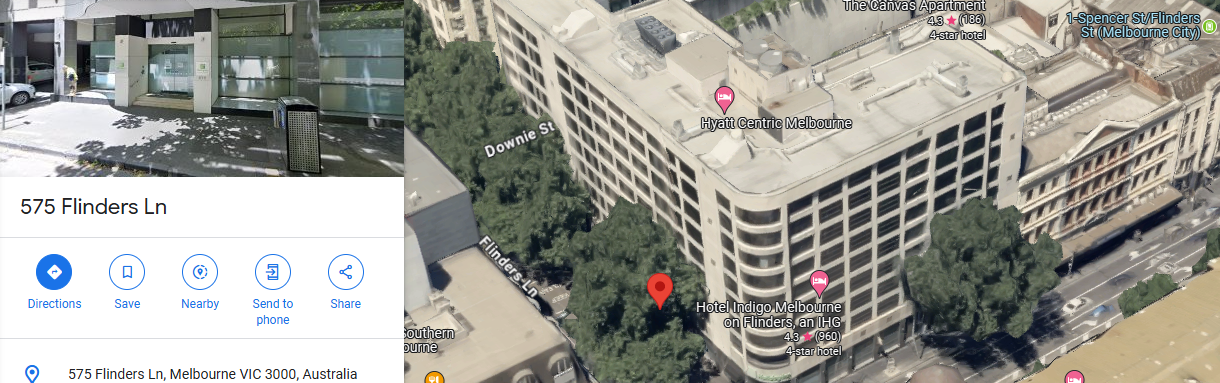 575 Flinders Ln
Directions
Save
Nearby
Send to
phone
Share
575 Flinders Ln, Melbourne VIC 3000, Australia
The Canvas Apartment
4.3 ★ (186)
4-star hotel
1-Spencer St/Flinders
St (Melbourne City)
Hyatt Centric Melbourne
Downie St
Flinders Ln
Hotel Indigo Melbourne
on Flinders, an IHG
4.3 ★ (960)
4-star hotel
outhern
ourne